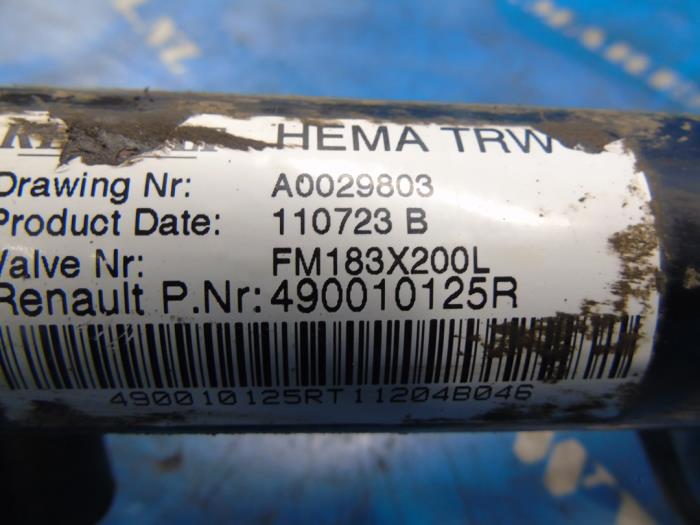 HEMA TRW
Drawing Nr: A0029803
Product Date: 110723 B
Valve Nr: FM183X200L
Renault P.Nr: 490010125R
490010125RT11204B046